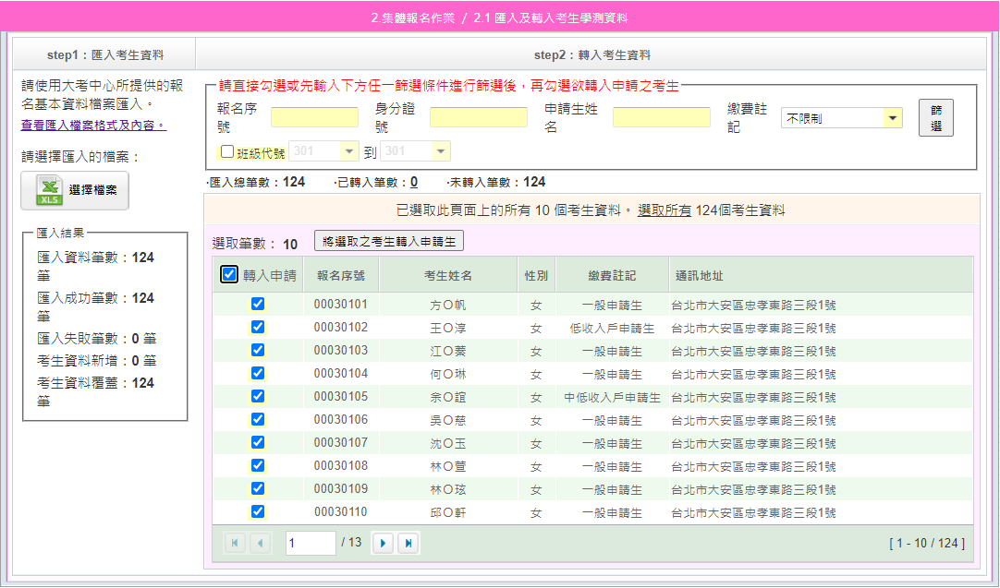 2.集體報名作業 / 2.1 匯入及轉入考生學測資料
step1：匯入考生資料
step2：轉入考生資料
請使用大考中心所提供的報
名基本資料檔案匯入。
查看匯入檔案格式及內容。
請選擇匯入的檔案：
XLS 選擇檔案
匯入結果
匯入資料筆數：124
筆
匯入成功筆數：124
筆
匯入失敗筆數：0 筆
考生資料新增：0 筆
考生資料覆蓋：124
筆
請直接勾選或先輸入下方任一篩選條件進行篩選後，再勾選欲轉入申請之考生
報名序號
身分證號
申請生姓名
繳費註記
不限制
篩選
班級代號 301 到 301
‧匯入總筆數：124 ‧已轉入筆數：0 ‧未轉入筆數：124
已選取此頁面上的所有 10 個考生資料。 選取所有 124個考生資料
選取筆數： 10 將選取之考生轉入申請生
轉入申請 報名序號 考生姓名 性別 繳費註記 通訊地址
00030101 方O帆 女 一般申請生 台北市大安區忠孝東路三段1號
00030102 王O淳 女 低收入戶申請生 台北市大安區忠孝東路三段1號
00030103 江O蓁 女 一般申請生 台北市大安區忠孝東路三段1號
00030104 何O琳 女 一般申請生 台北市大安區忠孝東路三段1號
00030105 余O誼 女 中低收入戶申請生 台北市大安區忠孝東路三段1號
00030106 吳O慈 女 一般申請生 台北市大安區忠孝東路三段1號
00030107 沈O玉 女 一般申請生 台北市大安區忠孝東路三段1號
00030108 林O萱 女 一般申請生 台北市大安區忠孝東路三段1號
00030109 林O玹 女 一般申請生 台北市大安區忠孝東路三段1號
00030110 邱O軒 女 一般申請生 台北市大安區忠孝東路三段1號
1 / 13 [ 1 - 10 / 124 ]